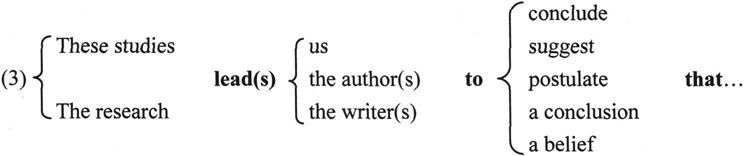 conclude
These studies us suggest
(3) lead(s) the author(s) to postulate that…
The research the writer(s) a conclusion
a belief